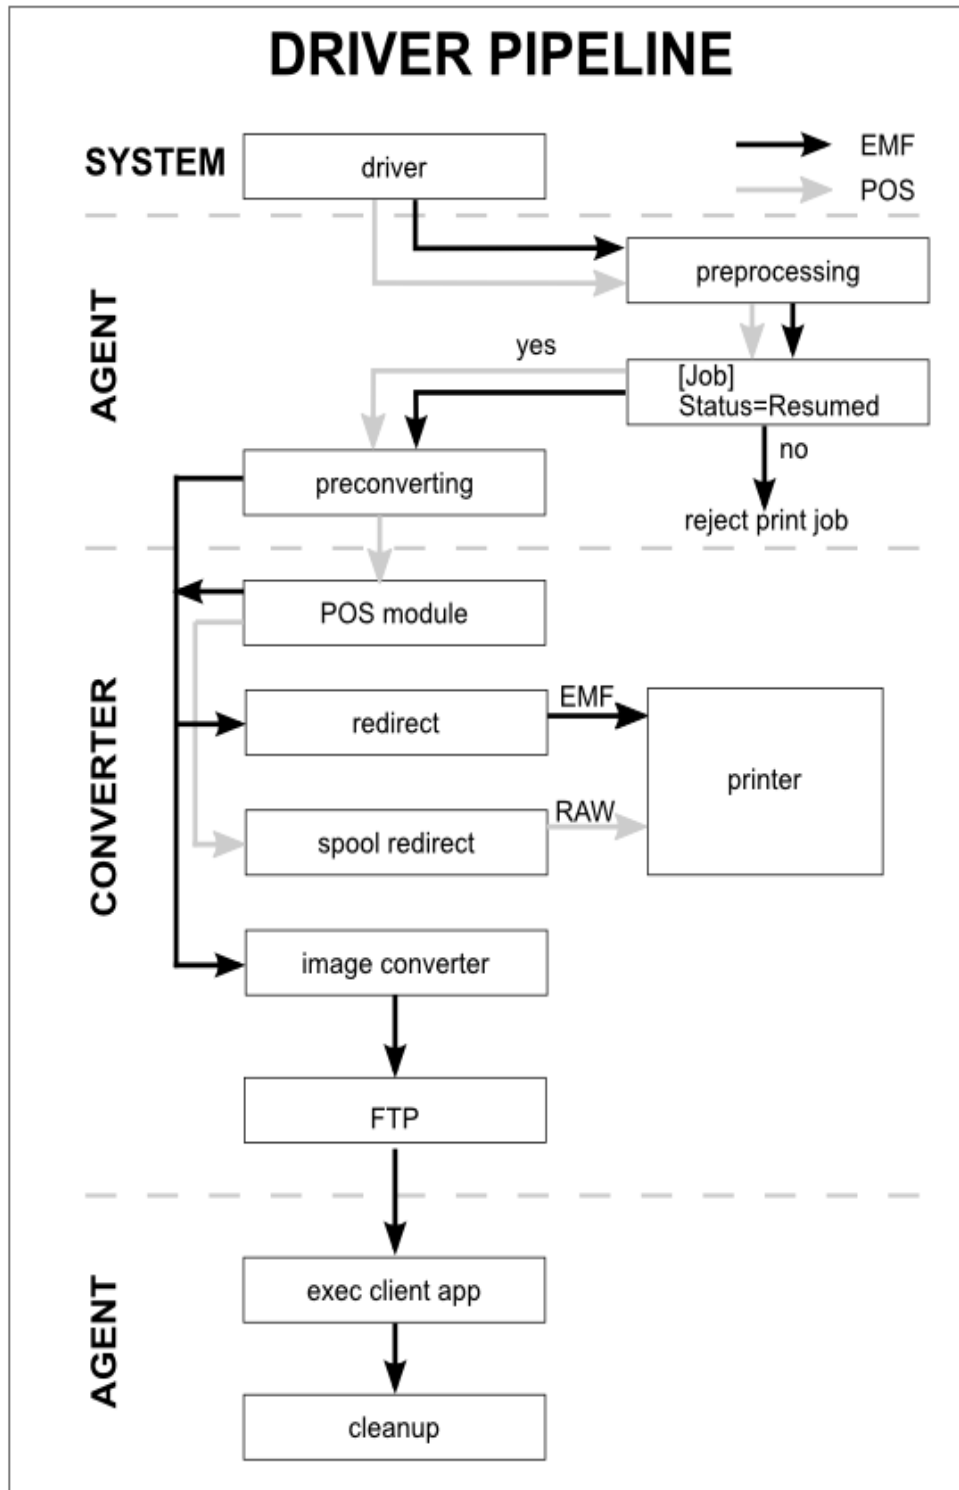 DRIVER PIPELINE
SYSTEM
driver
EMF
POS
AGENT
preprocessing
yes
[Job]
Status=Resumed
no
preconverting
reject print job
CONVERTER
POS module
redirect
EMF
printer
spool redirect
RAW
image converter
FTP
AGENT
exec client app
cleanup